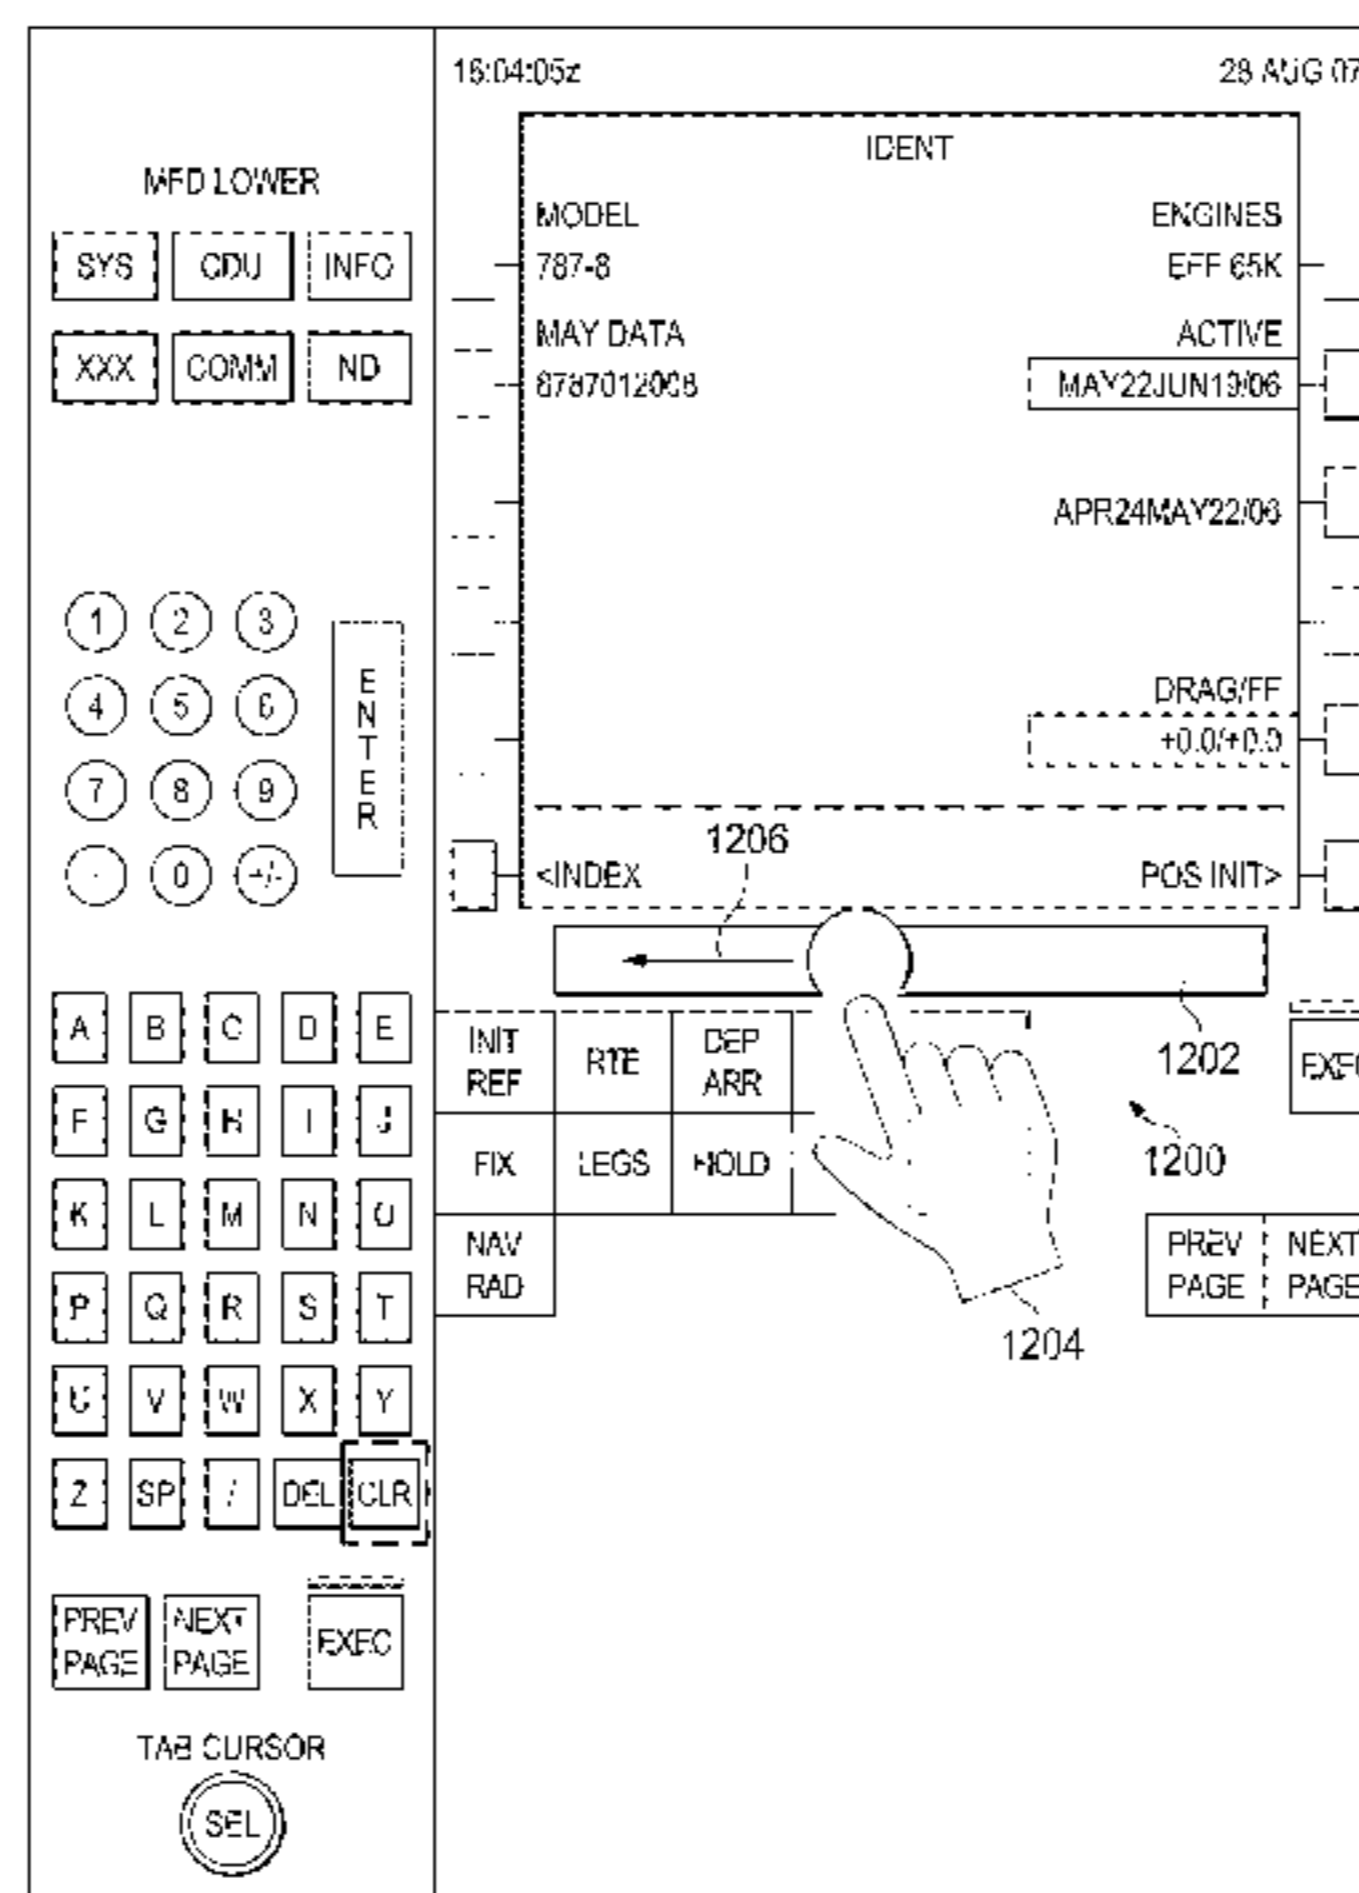 16:04:05z 28 AUG 07
MFD LOWER
SYS CDU INFO
XXX COMM ND
IDENT
MODEL ENGINES
787-8 EFF 65K
MAY DATA ACTIVE
8787012008 MAY22JUN19/06
APR24MAY22/06
DRAG/FF
+0.0/+0.0
<INDEX POS INIT>
1206
1 2 3
4 5 6
7 8 9
. 0 +/-
ENTER
A B C D E
F G H I J
K L M N O
P Q R S T
U V W X Y
Z SP / DEL CLR
PREV
PAGE
NEXT
PAGE
EXEC
TAB CURSOR
SEL
INIT
REF
RTE
DEP
ARR
FIX LEGS HOLD
NAV
RAD
1202
1200
1204
PREV
PAGE
NEXT
PAGE